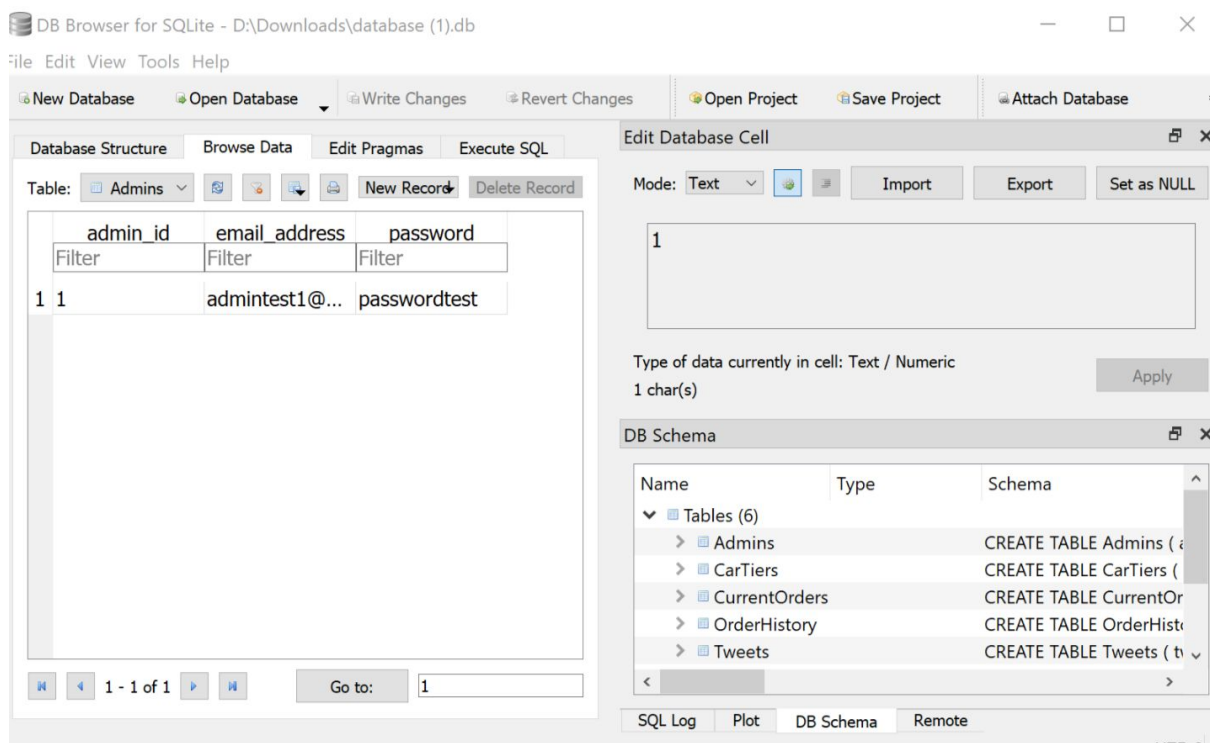 DB Browser for SQLite - D:\Downloads\database (1).db
File Edit View Tools Help
New Database Open Database Write Changes Revert Changes Open Project Save Project Attach Database
Database Structure Browse Data Edit Pragmas Execute SQL
Table: Admins New Record Delete Record
admin_id email_address password
Filter Filter Filter
1 1 admintest1@... passwordtest
1 - 1 of 1 Go to: 1
Edit Database Cell
Mode: Text Import Export Set as NULL
1
Type of data currently in cell: Text / Numeric
1 char(s)
Apply
DB Schema
Name Type Schema
Tables (6)
Admins CREATE TABLE Admins (
CarTiers CREATE TABLE CarTiers (
CurrentOrders CREATE TABLE CurrentOr
OrderHistory CREATE TABLE OrderHist
Tweets CREATE TABLE Tweets (
SQL Log Plot DB Schema Remote